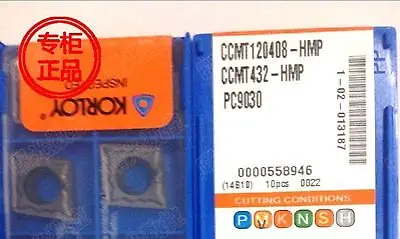 专柜
正品
INSPECTED
KORLOY
CCMT120408-HMP
CCMT432-HMP
PC9030
1-02-013187
0000558946
(14B10) 10pcs 0022
CUTTING CONDITIONS
P M K N S H